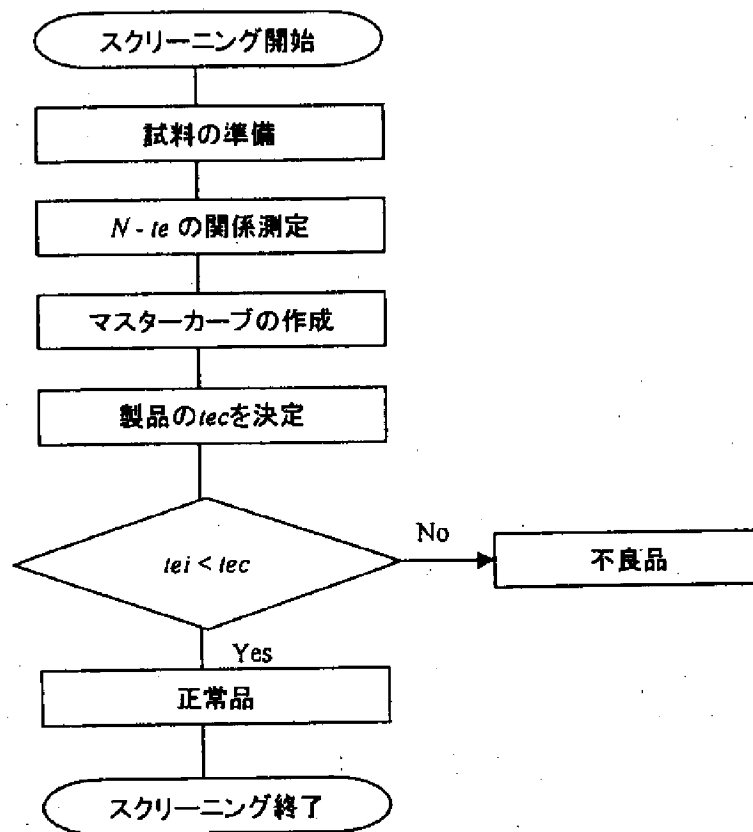 スクリーニング開始
試料の準備
N - te の関係測定
マスターカーブの作成
製品のtecを決定
tei < tec
No
不良品
Yes
正常品
スクリーニング終了